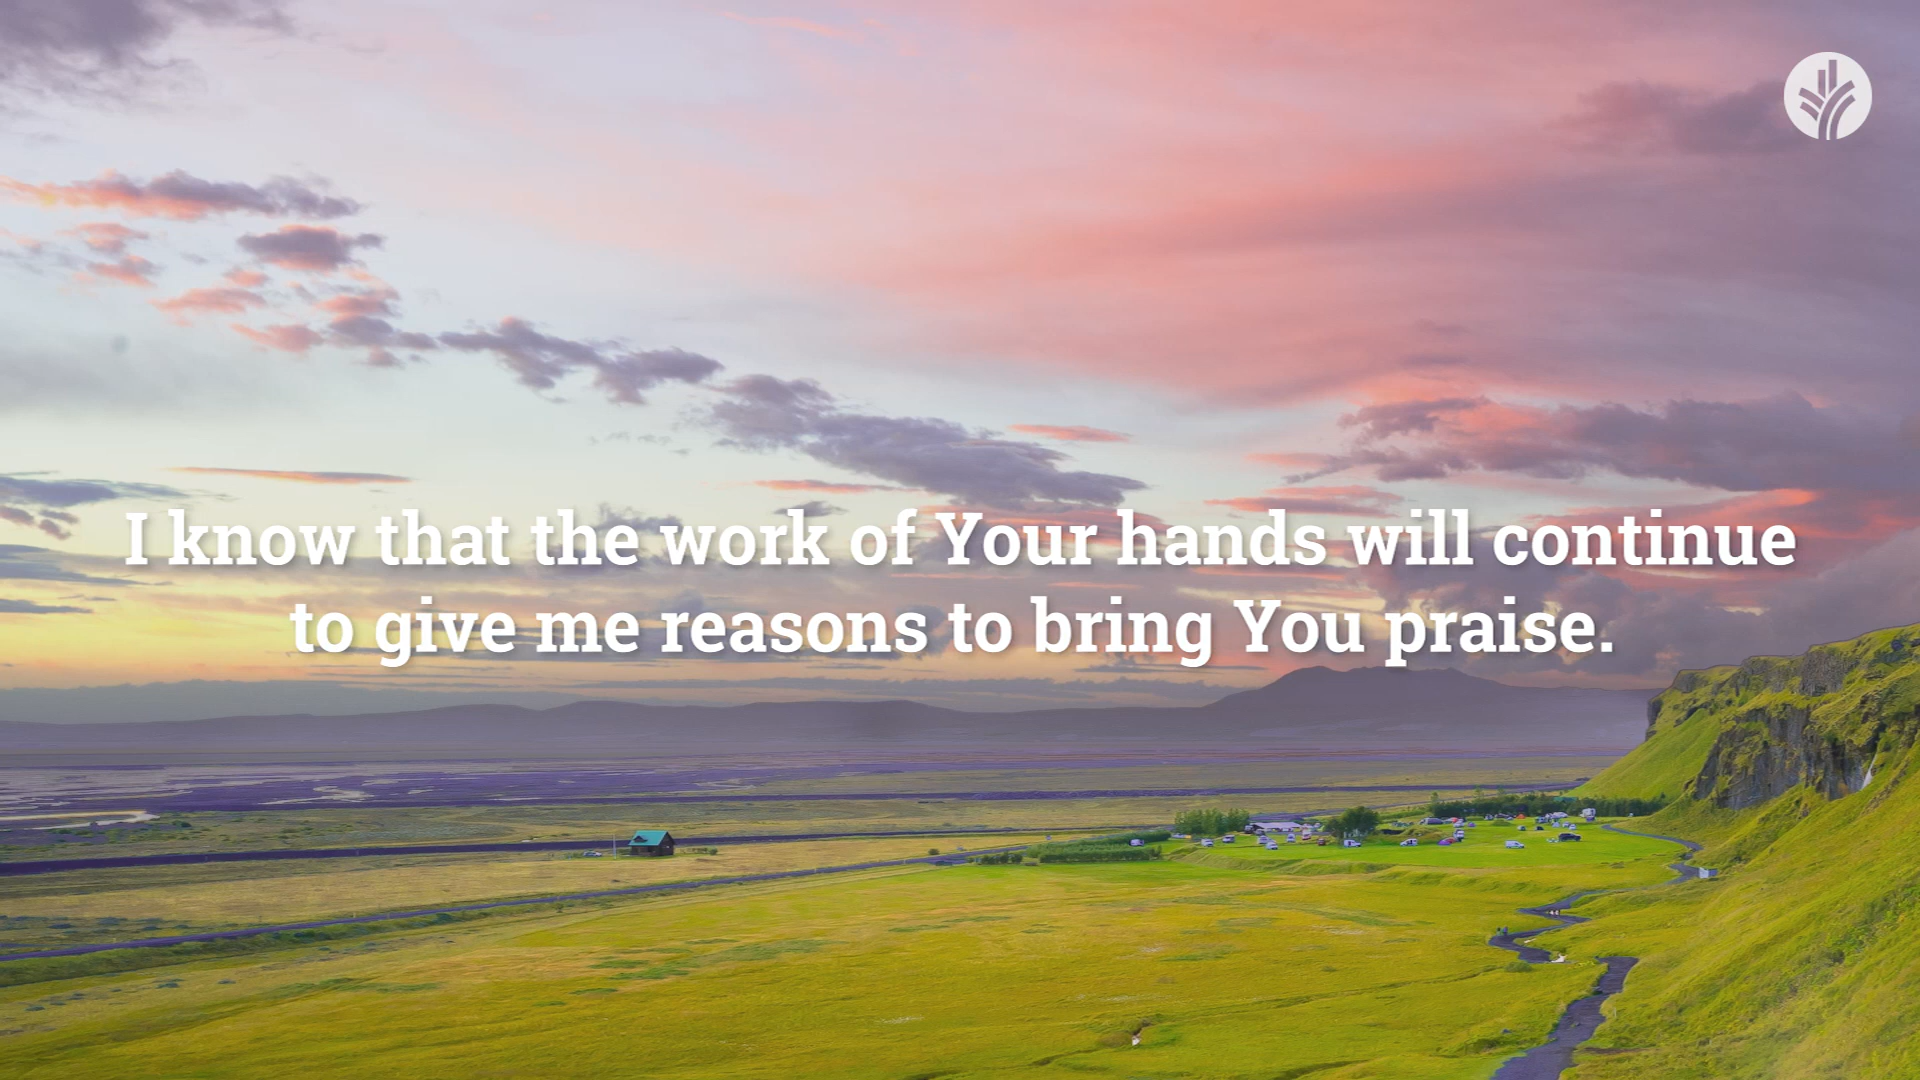 I know that the work of Your hands will continue
to give me reasons to bring You praise.